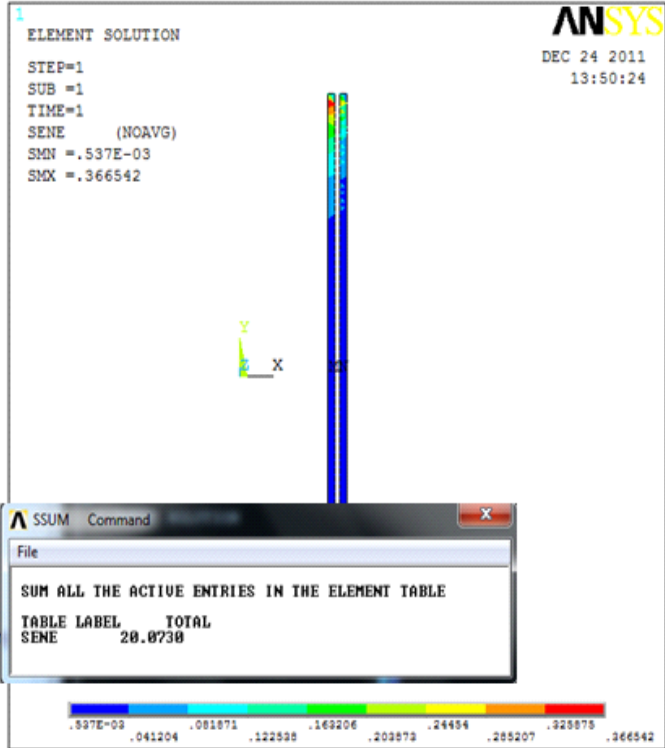 1
ELEMENT SOLUTION
STEP=1
SUB =1
TIME=1
SENE (NOAVG)
SMN =.537E-03
SMX =.366542
ANSYS
DEC 24 2011
13:50:24
Y
Z X
SSUM Command
File
SUM ALL THE ACTIVE ENTRIES IN THE ELEMENT TABLE
TABLE LABEL TOTAL
SENE 20.0730
.537E-03 .081871 .163206 .24454 .325875
.041204 .122538 .203873 .285207 .366542